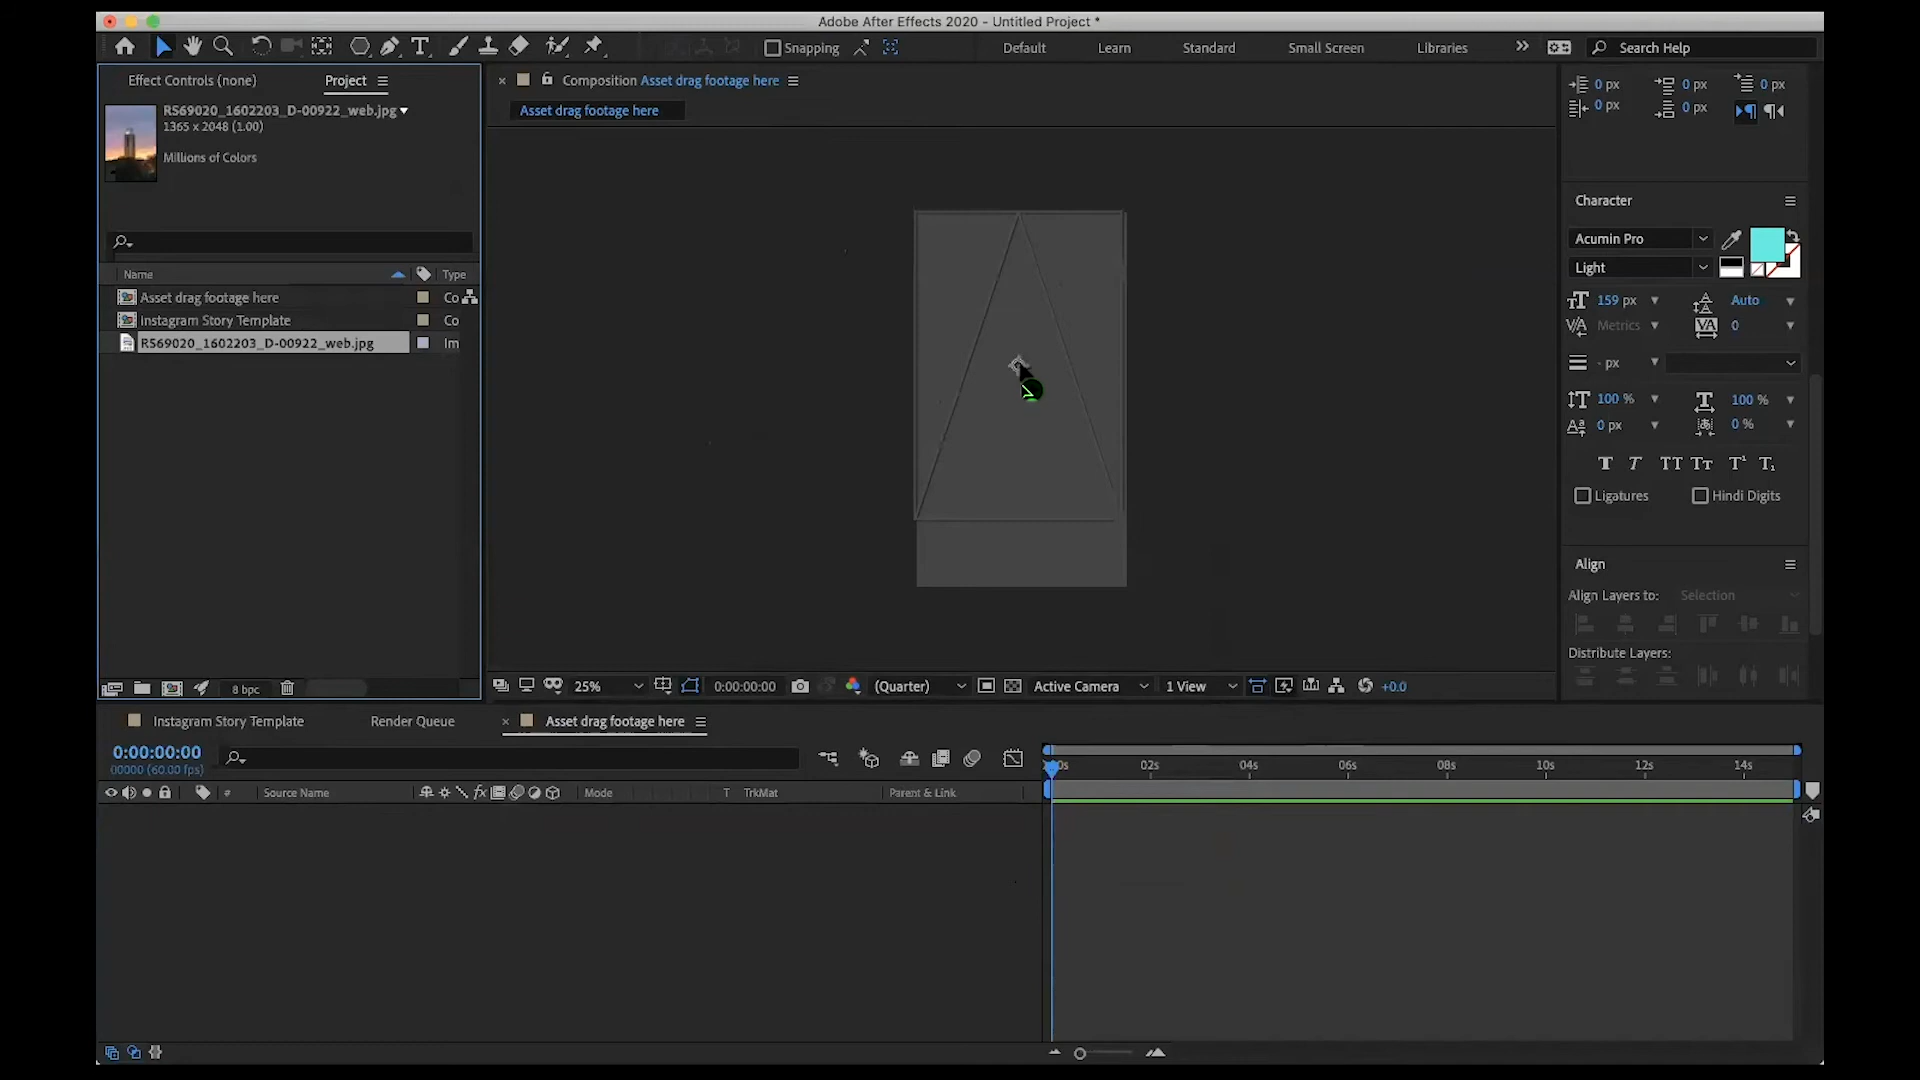 Adobe After Effects 2020 - Untitled Project *
Snapping
Default
Learn
Standard
Small Screen
Libraries
Search Help
Effect Controls (none)
Project
RS69020_1602203_D-00922_web.jpg
1365 x 2048 (1.00)
Millions of Colors
Name
Type
Asset drag footage here
Co
Instagram Story Template
Co
RS69020_1602203_D-00922_web.jpg
Im
8 bpc
Composition Asset drag footage here
Asset drag footage here
25%
0:00:00:00
(Quarter)
Active Camera
1 View
+0.0
0 px
0 px
0 px
0 px
0 px
Character
Acumin Pro
Light
159 px
Auto
Metrics
0
- px
100 %
100 %
0 px
0 %
Ligatures
Hindi Digits
Align
Align Layers to:
Selection
Distribute Layers:
Instagram Story Template
Render Queue
Asset drag footage here
0:00:00:00
00000 (60.00 fps)
#
Source Name
Mode
T
TrkMat
Parent & Link
02s
04s
06s
08s
10s
12s
14s